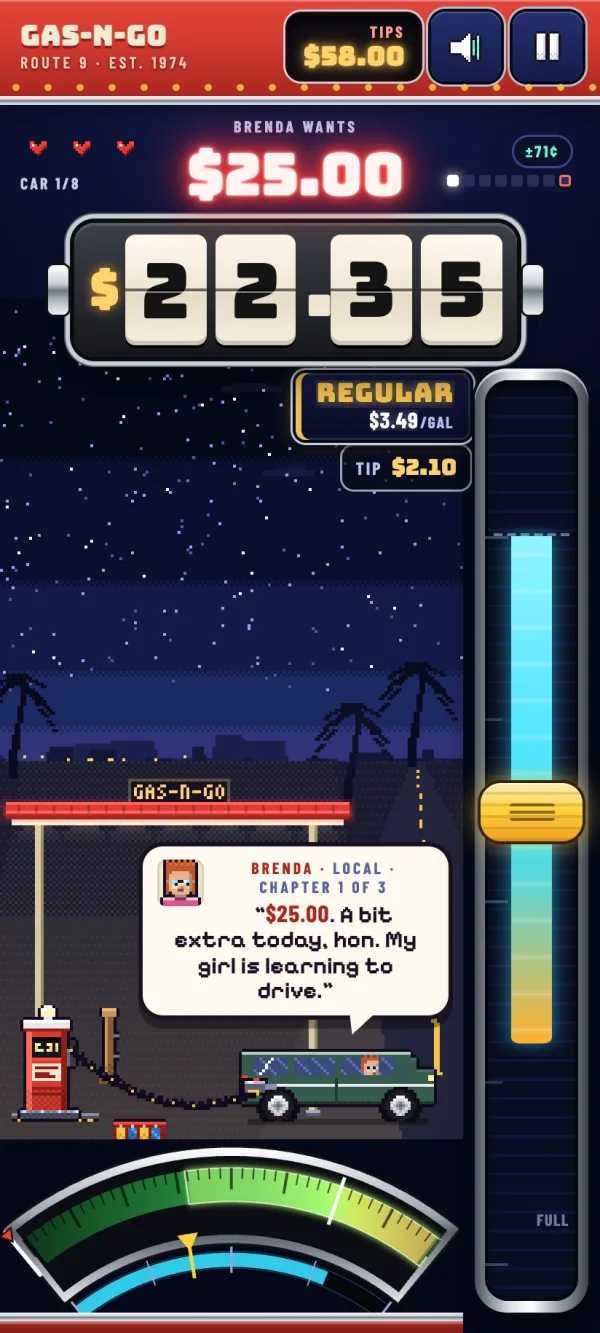 GAS-N-GO
ROUTE 9 · EST. 1974
TIPS
$58.00
BRENDA WANTS
$25.00
CAR 1/8
±71¢
$22.35
REGULAR
$3.49/GAL
TIP $2.10
GAS-N-GO
BRENDA · LOCAL ·
CHAPTER 1 OF 3
"$25.00. A bit
extra today, hon. My
girl is learning to
drive."
FULL